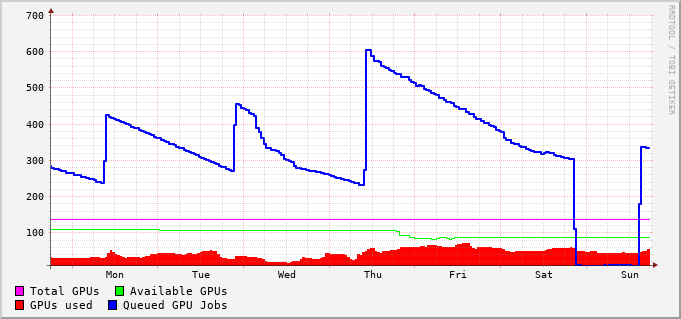 RRDTOOL / TOBI OETIKER
700
600
500
400
300
200
100
Mon Tue Wed Thu Fri Sat Sun
Total GPUs Available GPUs
GPUs used Queued GPU Jobs